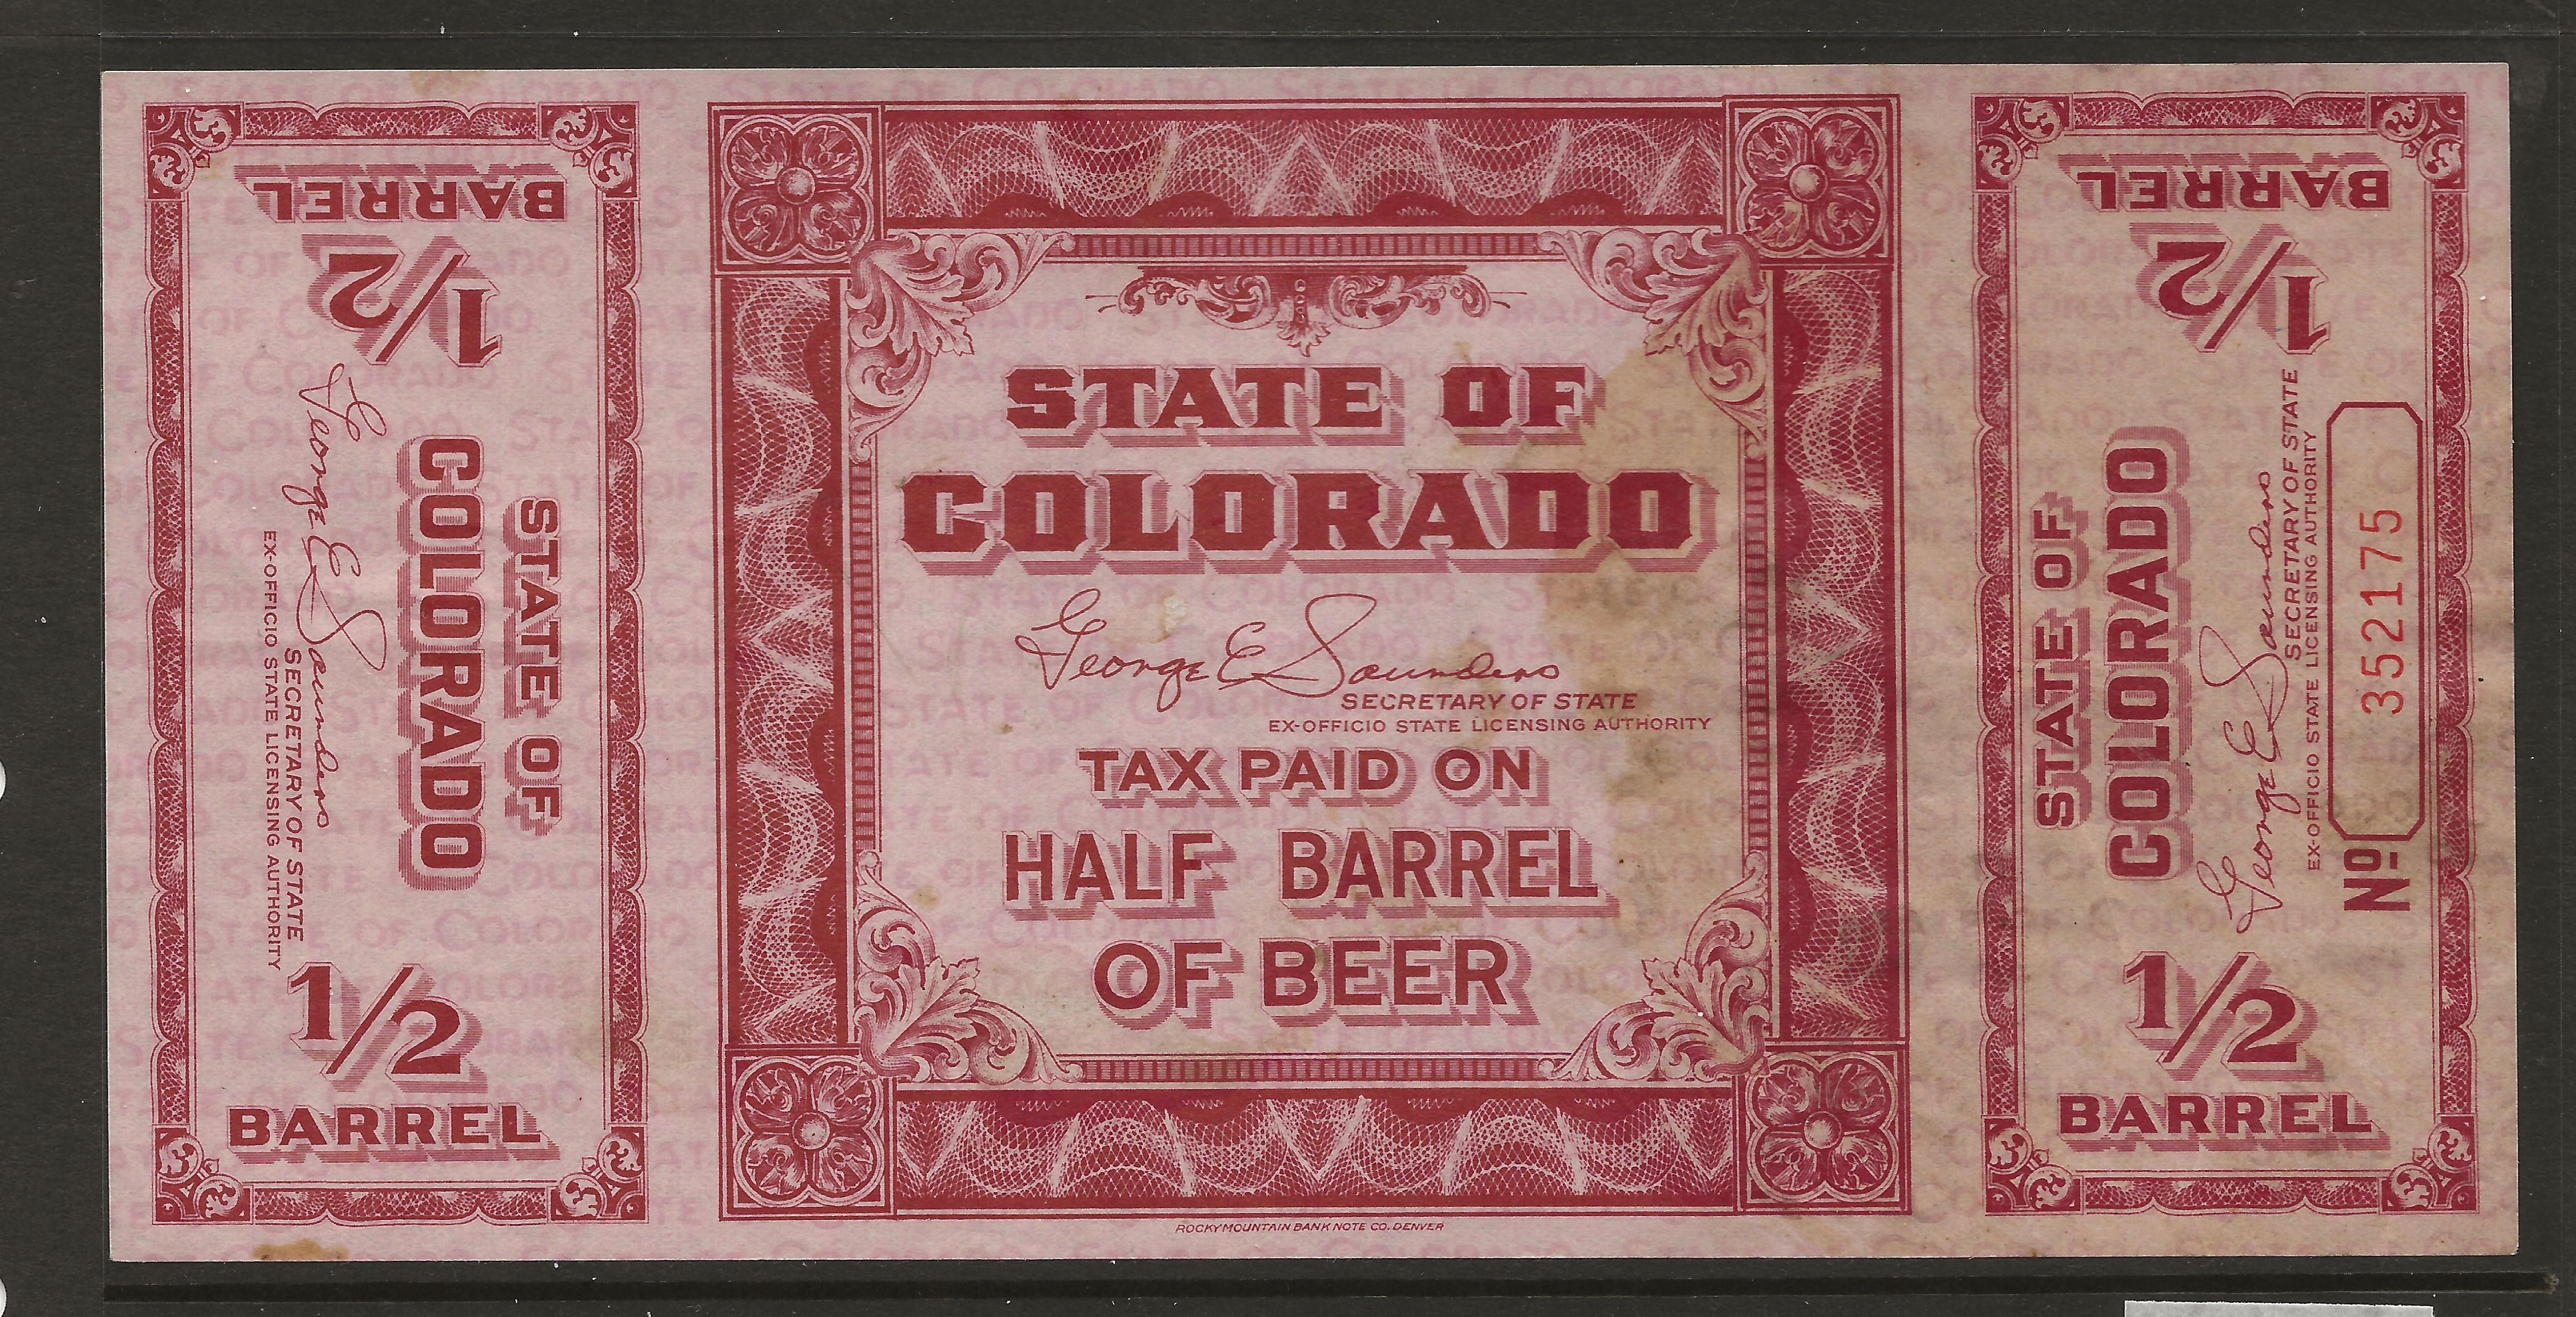 BARREL
1/2
STATE OF
COLORADO
George E Saunders
SECRETARY OF STATE
EX-OFFICIO STATE LICENSING AUTHORITY
1/2
BARREL
STATE OF
COLORADO
George E Saunders
SECRETARY OF STATE
EX-OFFICIO STATE LICENSING AUTHORITY
TAX PAID ON
HALF BARREL
OF BEER
ROCKY MOUNTAIN BANK NOTE CO. DENVER
BARREL
1/2
STATE OF
COLORADO
George E Saunders
SECRETARY OF STATE
EX-OFFICIO STATE LICENSING AUTHORITY
Nº 352175
1/2
BARREL